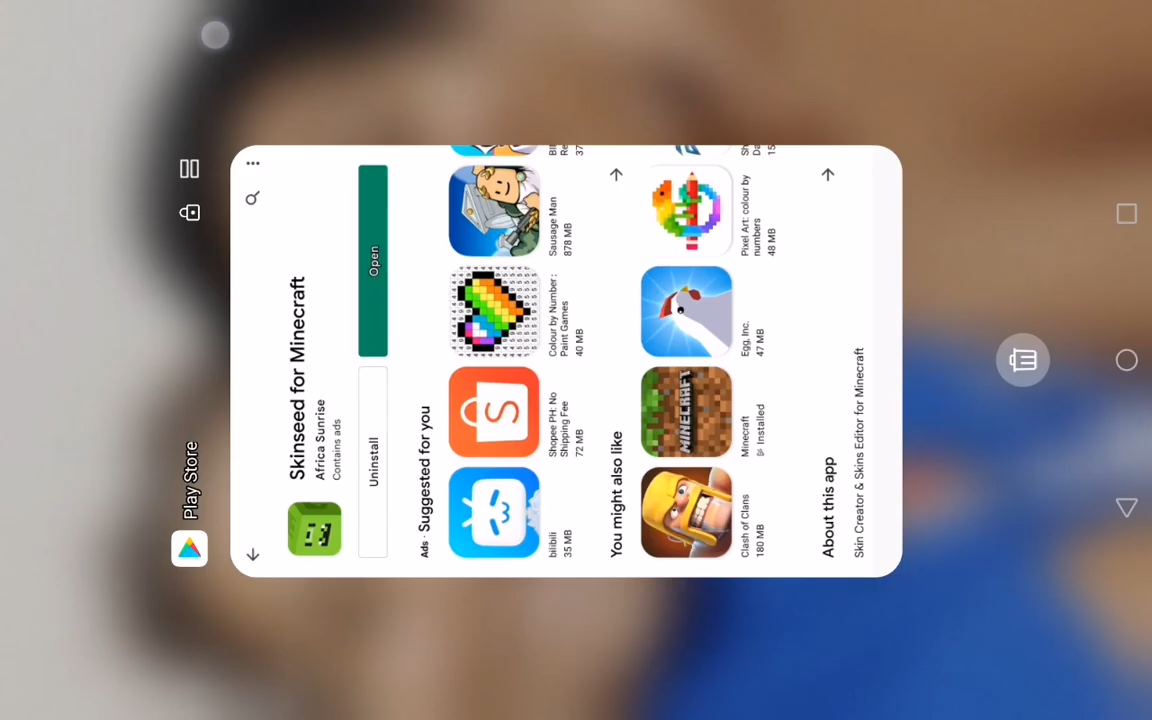 Play Store
Skinseed for Minecraft
Africa Sunrise
Contains ads
Uninstall
Open
Ads · Suggested for you
bilibili
35 MB
Shopee PH: No
Shipping Fee
72 MB
Colour by Number :
Paint Games
40 MB
Sausage Man
878 MB
You might also like
Clash of Clans
180 MB
MINECRAFT
Minecraft
Installed
Egg, Inc.
47 MB
Pixel Art: colour by
numbers
48 MB
About this app
Skin Creator & Skins Editor for Minecraft